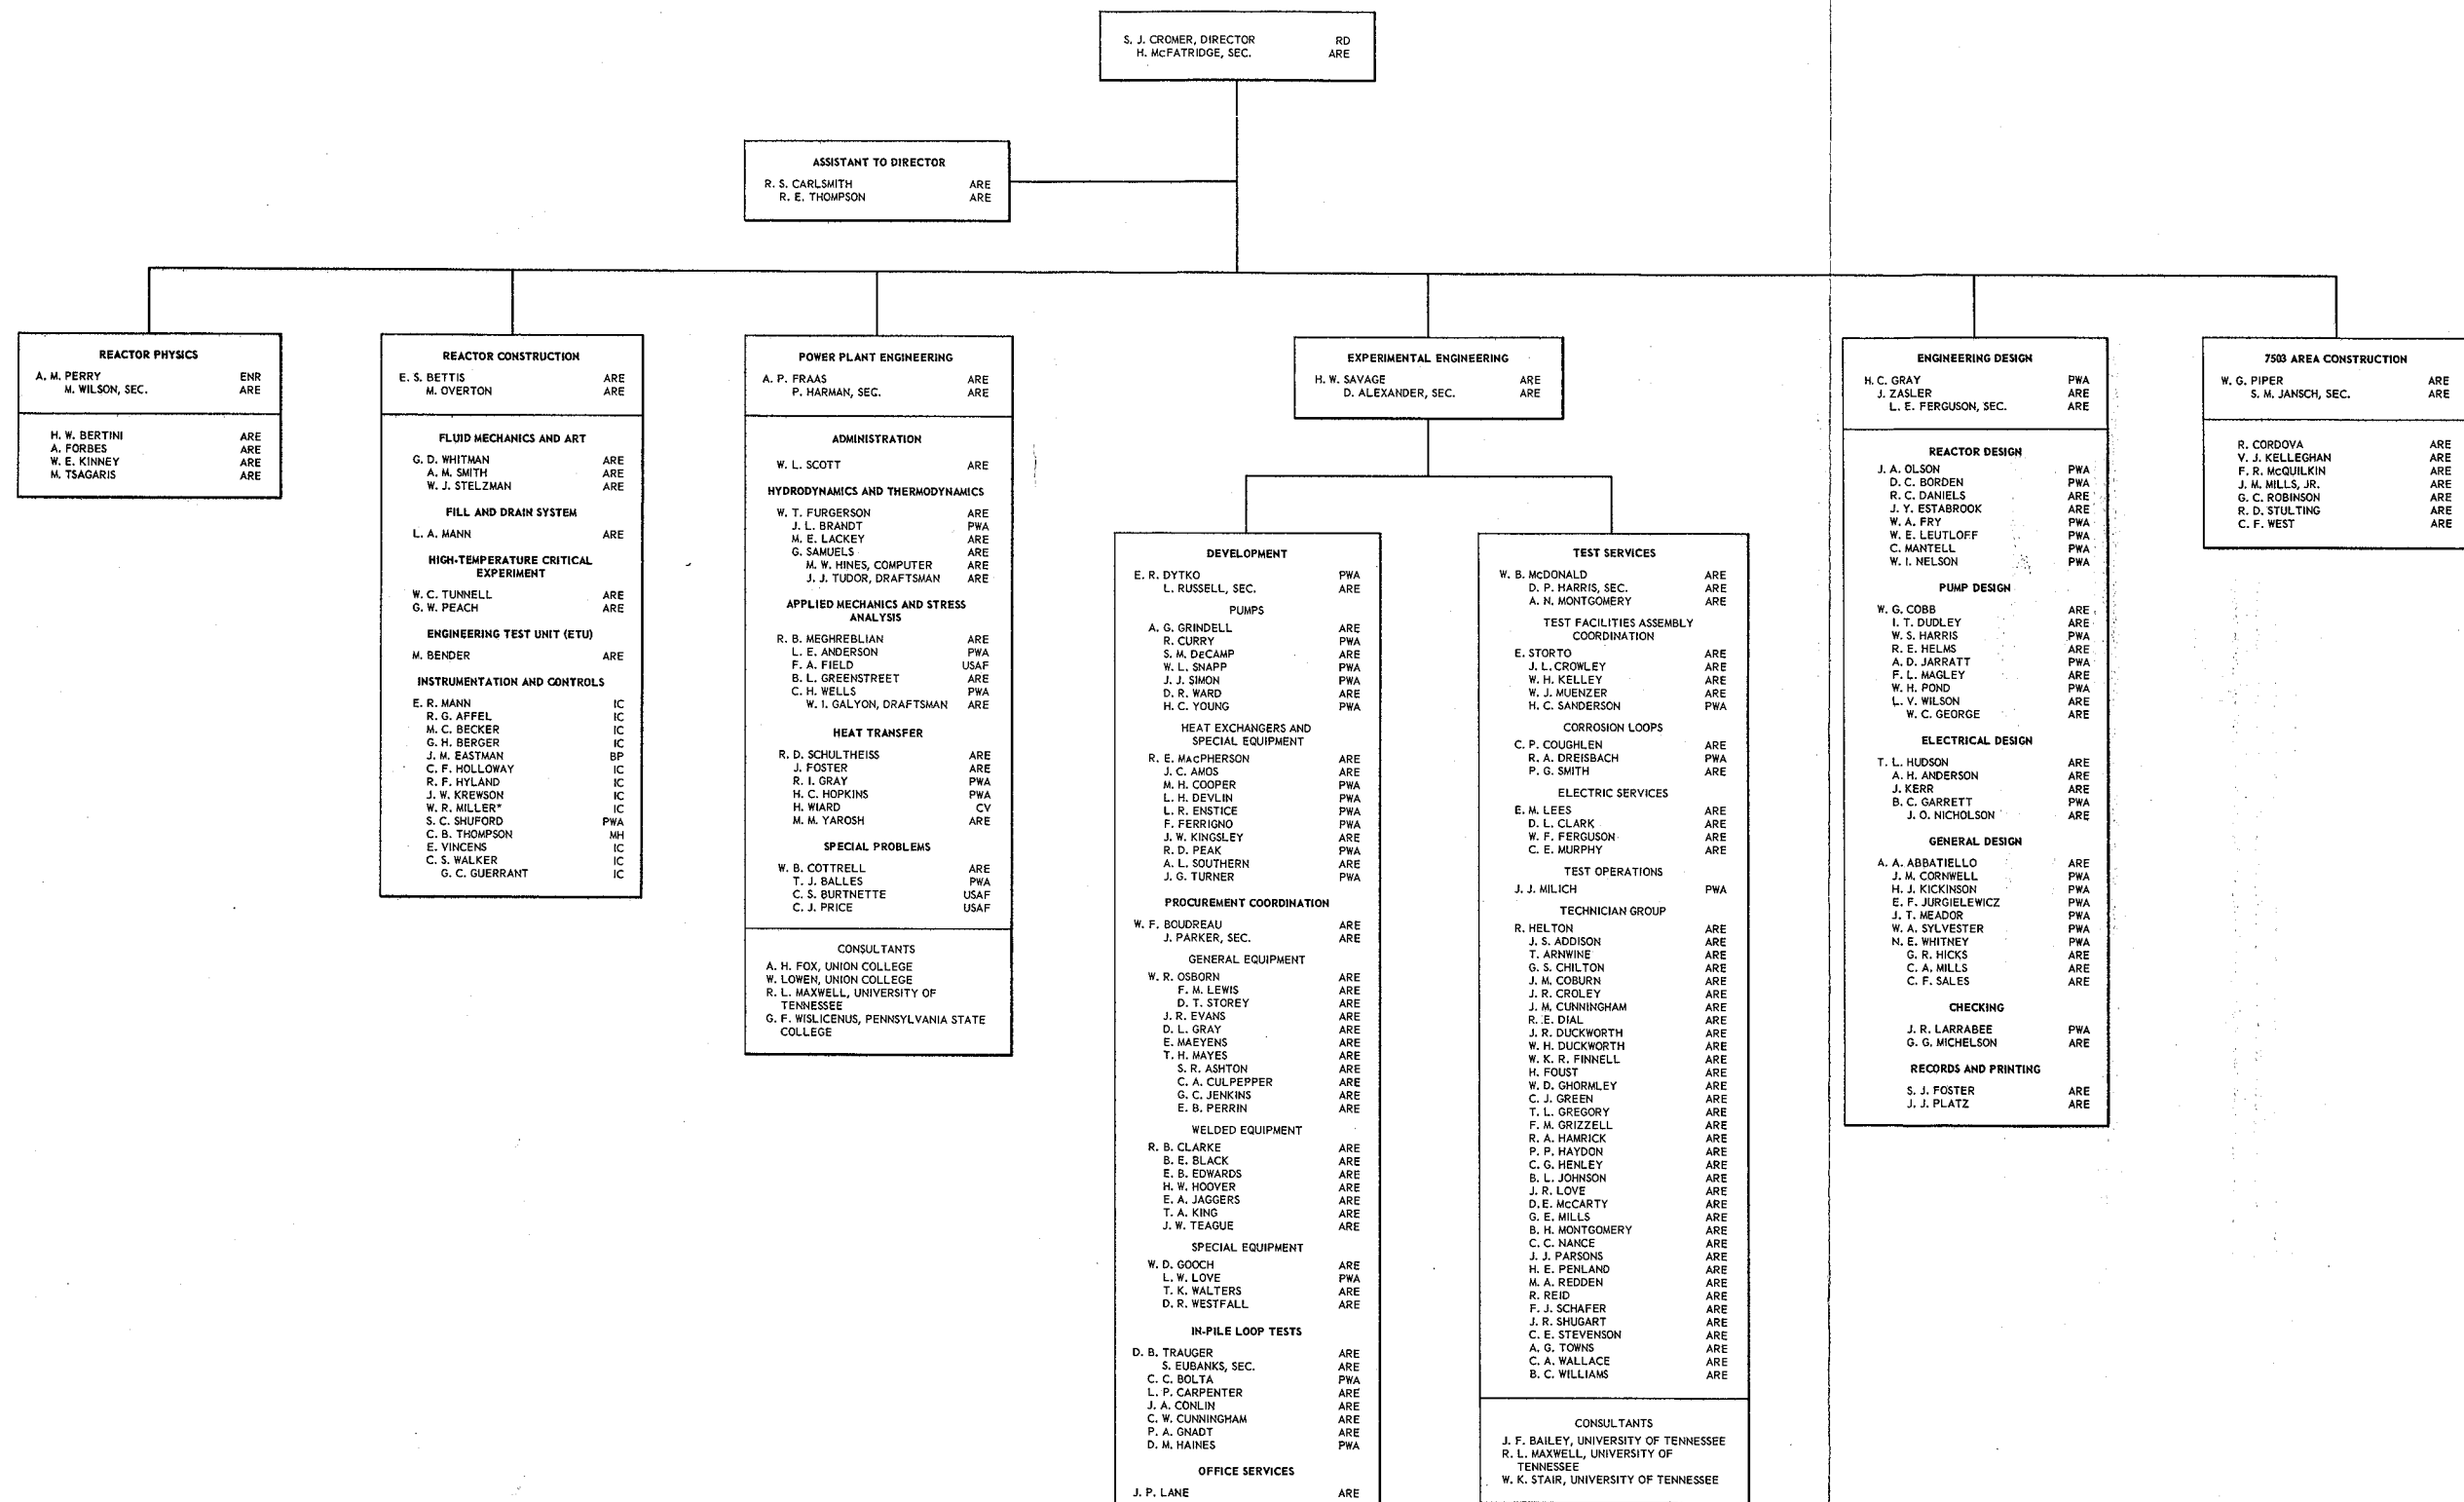 S. J. CROMER, DIRECTOR RD
H. McFATRIDGE, SEC. ARE
ASSISTANT TO DIRECTOR
R. S. CARLSMITH ARE
R. E. THOMPSON ARE
REACTOR PHYSICS
A. M. PERRY ENR
M. WILSON, SEC. ARE
H. W. BERTINI ARE
A. FORBES ARE
W. E. KINNEY ARE
M. TSAGARIS ARE
REACTOR CONSTRUCTION
E. S. BETTIS ARE
M. OVERTON ARE
FLUID MECHANICS AND ART
G. D. WHITMAN ARE
A. M. SMITH ARE
W. J. STELZMAN ARE
FILL AND DRAIN SYSTEM
L. A. MANN ARE
HIGH-TEMPERATURE CRITICAL
EXPERIMENT
W. C. TUNNELL ARE
G. W. PEACH ARE
ENGINEERING TEST UNIT (ETU)
M. BENDER ARE
INSTRUMENTATION AND CONTROLS
E. R. MANN IC
R. G. AFFEL IC
M. C. BECKER IC
G. H. BERGER IC
J. M. EASTMAN BP
C. F. HOLLOWAY IC
R. F. HYLAND IC
J. W. KREWSON IC
W. R. MILLER* IC
S. C. SHUFORD PWA
C. B. THOMPSON MH
E. VINCENS IC
C. S. WALKER IC
G. C. GUERRANT IC
POWER PLANT ENGINEERING
A. P. FRAAS ARE
P. HARMAN, SEC. ARE
ADMINISTRATION
W. L. SCOTT ARE
HYDRODYNAMICS AND THERMODYNAMICS
W. T. FURGERSON ARE
J. L. BRANDT PWA
M. E. LACKEY ARE
G. SAMUELS ARE
M. W. HINES, COMPUTER ARE
J. J. TUDOR, DRAFTSMAN ARE
APPLIED MECHANICS AND STRESS
ANALYSIS
R. B. MEGHREBLIAN ARE
L. E. ANDERSON PWA
F. A. FIELD USAF
B. L. GREENSTREET ARE
C. H. WELLS PWA
W. I. GALYON, DRAFTSMAN ARE
HEAT TRANSFER
R. D. SCHULTHEISS ARE
J. FOSTER ARE
R. I. GRAY PWA
H. C. HOPKINS PWA
H. WIARD CV
M. M. YAROSH ARE
SPECIAL PROBLEMS
W. B. COTTRELL ARE
T. J. BALLES PWA
C. S. BURTNETTE USAF
C. J. PRICE USAF
CONSULTANTS
A. H. FOX, UNION COLLEGE
W. LOWEN, UNION COLLEGE
R. L. MAXWELL, UNIVERSITY OF
TENNESSEE
G. F. WISLICENUS, PENNSYLVANIA STATE
COLLEGE
EXPERIMENTAL ENGINEERING
H. W. SAVAGE ARE
D. ALEXANDER, SEC. ARE
DEVELOPMENT
E. R. DYTKO PWA
L. RUSSELL, SEC. ARE
PUMPS
A. G. GRINDELL ARE
R. CURRY PWA
S. M. DeCAMP ARE
W. L. SNAPP PWA
J. J. SIMON PWA
D. R. WARD ARE
H. C. YOUNG PWA
HEAT EXCHANGERS AND
SPECIAL EQUIPMENT
R. E. MacPHERSON ARE
J. C. AMOS ARE
M. H. COOPER PWA
L. H. DEVLIN PWA
L. R. ENSTICE PWA
F. FERRIGNO PWA
J. W. KINGSLEY ARE
R. D. PEAK PWA
A. L. SOUTHERN ARE
J. G. TURNER PWA
PROCUREMENT COORDINATION
W. F. BOUDREAU ARE
J. PARKER, SEC. ARE
GENERAL EQUIPMENT
W. R. OSBORN ARE
F. M. LEWIS ARE
D. T. STOREY ARE
J. R. EVANS ARE
D. L. GRAY ARE
E. MAEYENS ARE
T. H. MAYES ARE
S. R. ASHTON ARE
C. A. CULPEPPER ARE
G. C. JENKINS ARE
E. B. PERRIN ARE
WELDED EQUIPMENT
R. B. CLARKE ARE
B. E. BLACK ARE
E. B. EDWARDS ARE
H. W. HOOVER ARE
E. A. JAGGERS ARE
T. A. KING ARE
J. W. TEAGUE ARE
SPECIAL EQUIPMENT
W. D. GOOCH ARE
L. W. LOVE PWA
T. K. WALTERS ARE
D. R. WESTFALL ARE
IN-PILE LOOP TESTS
D. B. TRAUGER ARE
S. EUBANKS, SEC. ARE
C. C. BOLTA PWA
L. P. CARPENTER ARE
J. A. CONLIN ARE
C. W. CUNNINGHAM ARE
P. A. GNADT ARE
D. M. HAINES PWA
OFFICE SERVICES
J. P. LANE ARE
TEST SERVICES
W. B. McDONALD ARE
D. P. HARRIS, SEC. ARE
A. N. MONTGOMERY ARE
TEST FACILITIES ASSEMBLY
COORDINATION
E. STORTO ARE
J. L. CROWLEY ARE
W. H. KELLEY ARE
W. J. MUENZER ARE
H. C. SANDERSON PWA
CORROSION LOOPS
C. P. COUGHLEN ARE
R. A. DREISBACH PWA
P. G. SMITH ARE
ELECTRIC SERVICES
E. M. LEES ARE
D. L. CLARK ARE
W. F. FERGUSON ARE
C. E. MURPHY ARE
TEST OPERATIONS
J. J. MILICH PWA
TECHNICIAN GROUP
R. HELTON ARE
J. S. ADDISON ARE
T. ARNWINE ARE
G. S. CHILTON ARE
J. M. COBURN ARE
J. R. CROLEY ARE
J. M. CUNNINGHAM ARE
R. E. DIAL ARE
J. R. DUCKWORTH ARE
W. H. DUCKWORTH ARE
W. K. R. FINNELL ARE
H. FOUST ARE
W. D. GHORMLEY ARE
C. J. GREEN ARE
T. L. GREGORY ARE
F. M. GRIZZELL ARE
R. A. HAMRICK ARE
P. P. HAYDON ARE
C. G. HENLEY ARE
B. L. JOHNSON ARE
J. R. LOVE ARE
D. E. McCARTY ARE
G. E. MILLS ARE
B. H. MONTGOMERY ARE
C. C. NANCE ARE
J. J. PARSONS ARE
H. E. PENLAND ARE
M. A. REDDEN ARE
R. REID ARE
F. J. SCHAFER ARE
J. R. SHUGART ARE
C. E. STEVENSON ARE
A. G. TOWNS ARE
C. A. WALLACE ARE
B. C. WILLIAMS ARE
CONSULTANTS
J. F. BAILEY, UNIVERSITY OF TENNESSEE
R. L. MAXWELL, UNIVERSITY OF
TENNESSEE
W. K. STAIR, UNIVERSITY OF TENNESSEE
ENGINEERING DESIGN
H. C. GRAY PWA
J. ZASLER ARE
L. E. FERGUSON, SEC. ARE
REACTOR DESIGN
J. A. OLSON PWA
D. C. BORDEN PWA
R. C. DANIELS ARE
J. Y. ESTABROOK ARE
W. A. FRY PWA
W. E. LEUTLOFF PWA
C. MANTELL PWA
W. I. NELSON PWA
PUMP DESIGN
W. G. COBB ARE
I. T. DUDLEY ARE
W. S. HARRIS PWA
R. E. HELMS ARE
A. D. JARRATT PWA
F. L. MAGLEY ARE
W. H. POND PWA
L. V. WILSON ARE
W. C. GEORGE ARE
ELECTRICAL DESIGN
T. L. HUDSON ARE
A. H. ANDERSON ARE
J. KERR ARE
B. C. GARRETT PWA
J. O. NICHOLSON ARE
GENERAL DESIGN
A. A. ABBATIELLO ARE
J. M. CORNWELL PWA
H. J. KICKINSON PWA
E. F. JURGIELEWICZ PWA
J. T. MEADOR PWA
W. A. SYLVESTER PWA
N. E. WHITNEY PWA
G. R. HICKS ARE
C. A. MILLS ARE
C. F. SALES ARE
CHECKING
J. R. LARRABEE PWA
G. G. MICHELSON ARE
RECORDS AND PRINTING
S. J. FOSTER ARE
J. J. PLATZ ARE
7503 AREA CONSTRUCTION
W. G. PIPER ARE
S. M. JANSCH, SEC. ARE
R. CORDOVA ARE
V. J. KELLEGHAN ARE
F. R. McQUILKIN ARE
J. M. MILLS, JR. ARE
G. C. ROBINSON ARE
R. D. STULTING ARE
C. F. WEST ARE